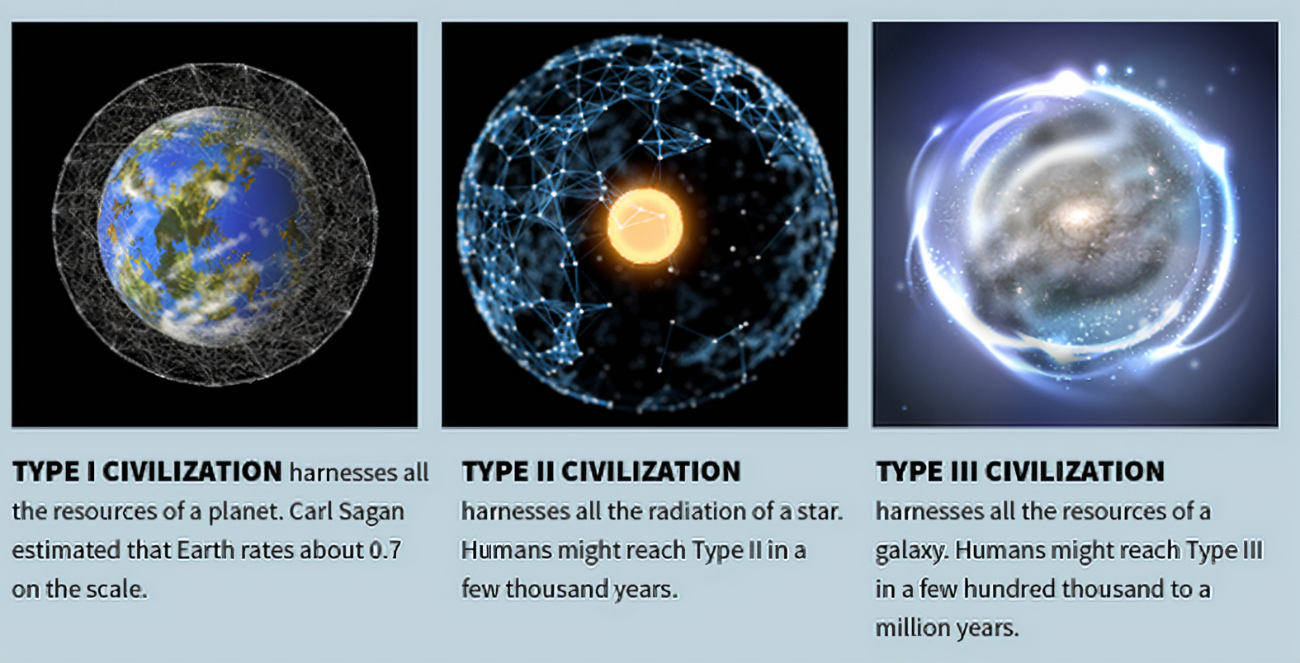 TYPE I CIVILIZATION harnesses all
the resources of a planet. Carl Sagan
estimated that Earth rates about 0.7
on the scale.
TYPE II CIVILIZATION
harnesses all the radiation of a star.
Humans might reach Type II in a
few thousand years.
TYPE III CIVILIZATION
harnesses all the resources of a
galaxy. Humans might reach Type III
in a few hundred thousand to a
million years.